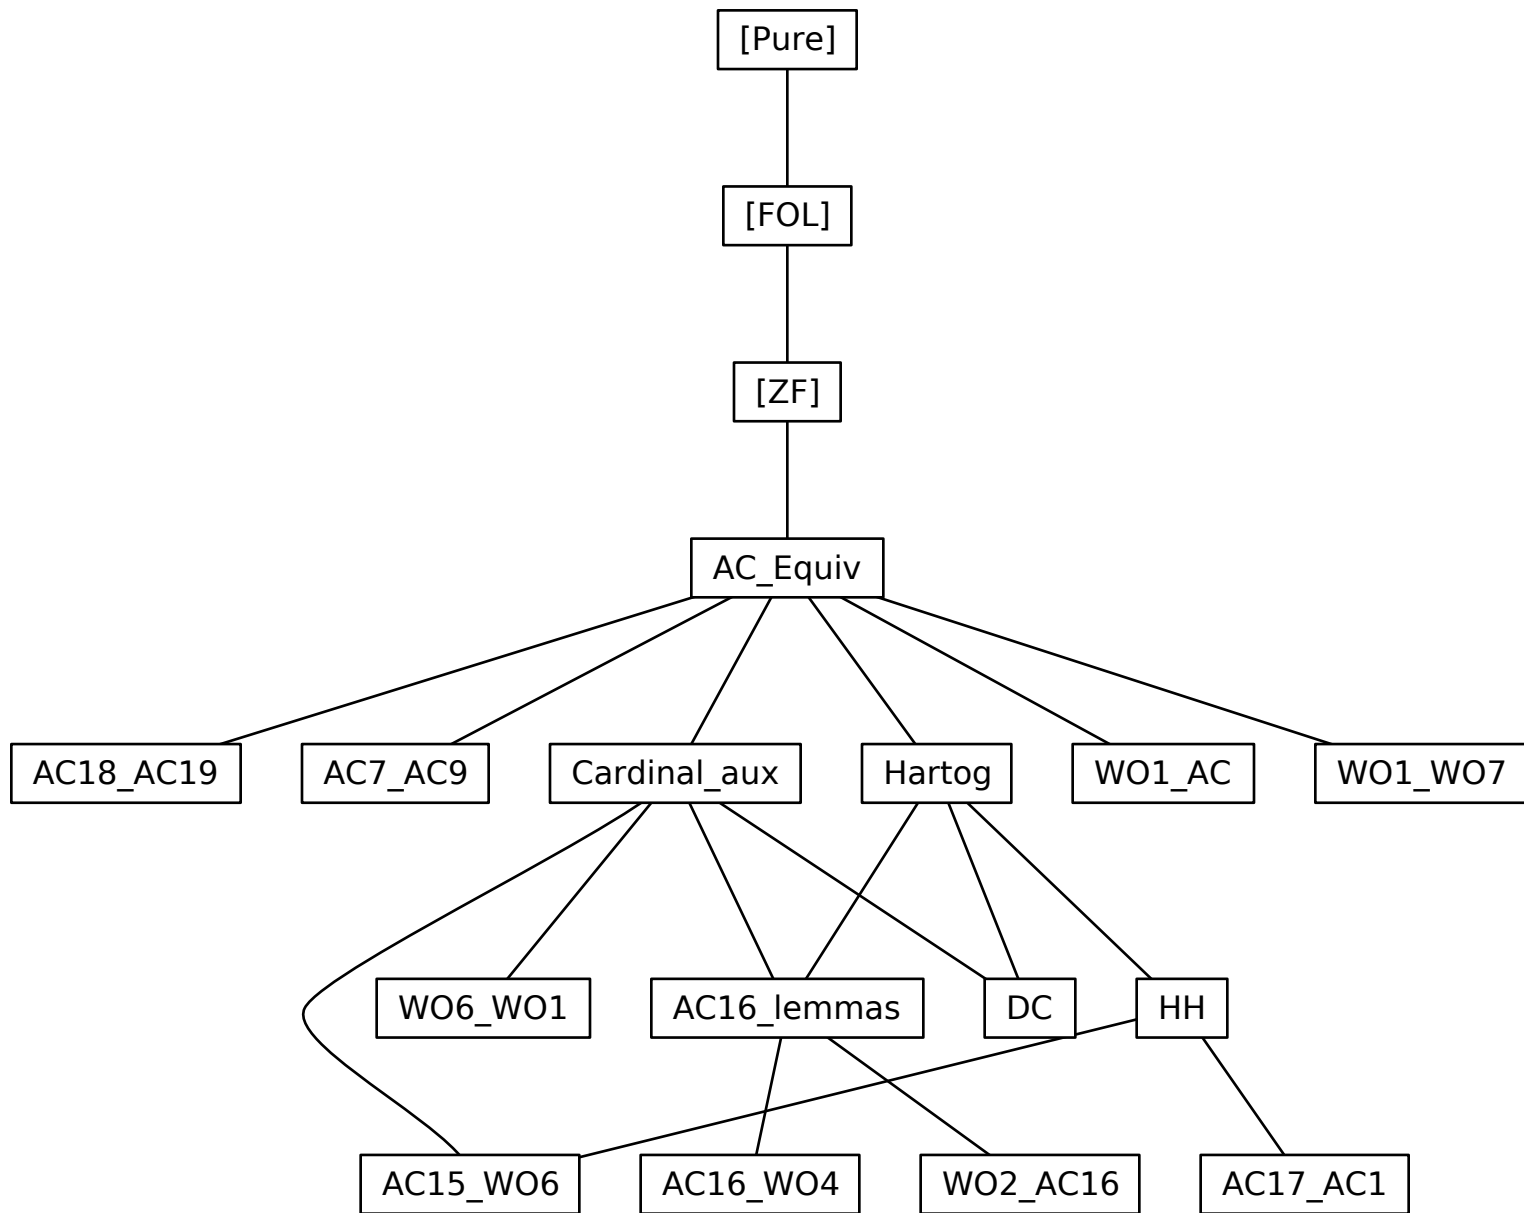 [Pure]
[FOL]
[ZF]
AC_Equiv
AC18_AC19
AC7_AC9
Cardinal_aux
Hartog
WO1_AC
WO1_WO7
WO6_WO1
AC16_lemmas
DC
HH
AC15_WO6
AC16_WO4
WO2_AC16
AC17_AC1